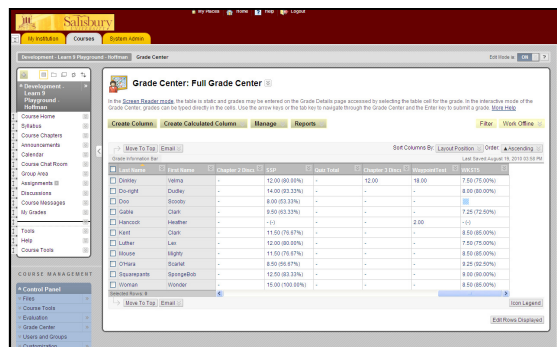 My Places Home Help Logout
Salisbury
My Institution Courses System Admin
Development - Learn 9 Playground - Hoffman Grade Center Edit Mode is: ON ?
Development - Learn 9 Playground - Hoffman
Course Home
Syllabus
Course Chapters
Announcements
Calendar
Course Chat Room
Group Area
Assignments
Discussions
Course Messages
My Grades
Tools
Help
Course Tools
COURSE MANAGEMENT
Control Panel
Files
Course Tools
Evaluation
Grade Center
Users and Groups
Customization
Grade Center: Full Grade Center
In the Screen Reader mode, the table is static and grades may be entered on the Grade Details page accessed by selecting the table cell for the grade. In the interactive mode of the
Grade Center, grades can be typed directly in the cells. Use the arrow keys or the tab key to navigate through the Grade Center and the Enter key to submit a grade. More Help
Create Column Create Calculated Column Manage Reports Filter Work Offline
Move To Top Email Sort Columns By: Layout Position Order: Ascending
Grade Information Bar Last Saved: August 19, 2010 03:58 PM
Last Name First Name Chapter 2 Discu SSP Quiz Total Chapter 3 Discu WEST5
Dinkley Velma - 12.00 (80.00%) - 12.00 18.00 7.50 (75.00%)
Do-right Dudley - 14.00 (93.33%) - - - 8.00 (80.00%)
Doo Scooby - 8.00 (53.33%) - - -
Gable Clark - 9.50 (63.33%) - - - 7.25 (72.50%)
Hancock Heather - -(-) - - 2.00 -(-)
Kent Clark - 11.50 (76.67%) - - - 8.50 (85.00%)
Luthor Lex - 12.00 (80.00%) - - - 7.50 (75.00%)
Mouse Mighty - 11.50 (76.67%) - - - 8.50 (85.00%)
O'Hara Scarlet - 8.50 (56.67%) - - - 9.25 (92.50%)
Squarepants SpongeBob - 12.50 (83.33%) - - - 9.00 (90.00%)
Woman Wonder - 15.00 (100.00%) - - - 8.50 (85.00%)
Selected Rows: 0
Move To Top Email Icon Legend
Edit Rows Displayed